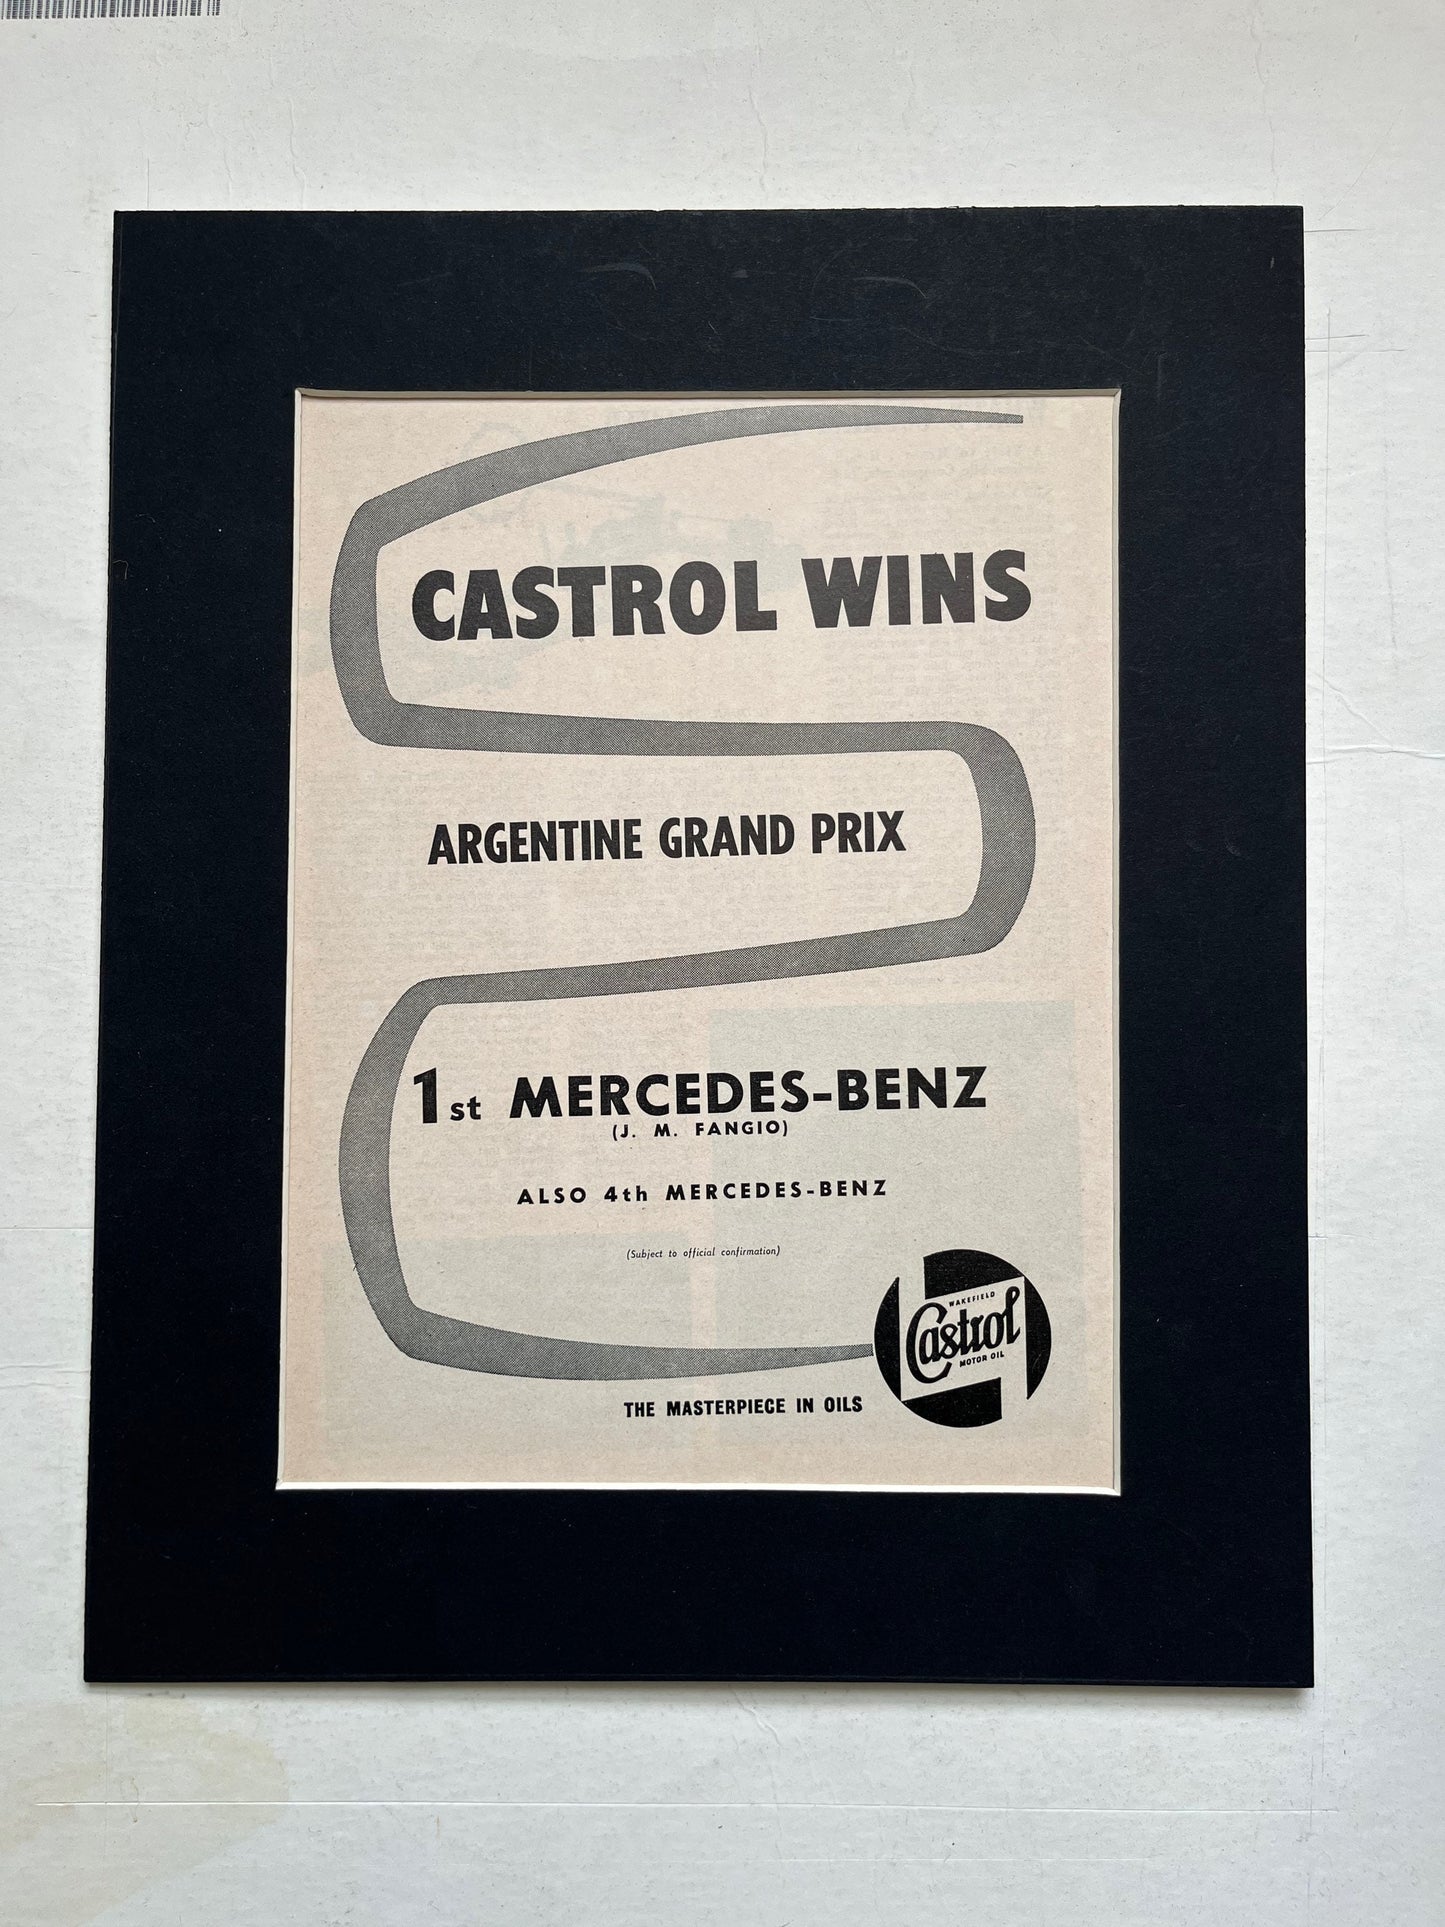 CASTROL WINS
ARGENTINE GRAND PRIX
1st MERCEDES-BENZ
(J. M. FANGIO)
ALSO 4th MERCEDES-BENZ
(Subject to official confirmation)
WAKEFIELD
Castrol
MOTOR OIL
THE MASTERPIECE IN OILS